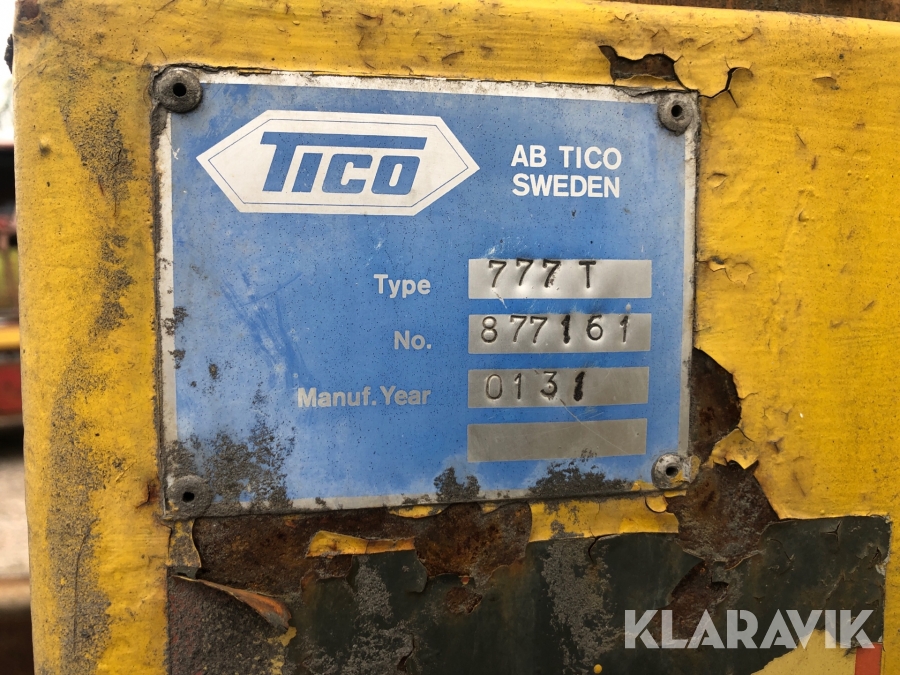 TICO
AB TICO
SWEDEN
Type 777 T
No. 877161
Manuf. Year 0131
KLARAVIK